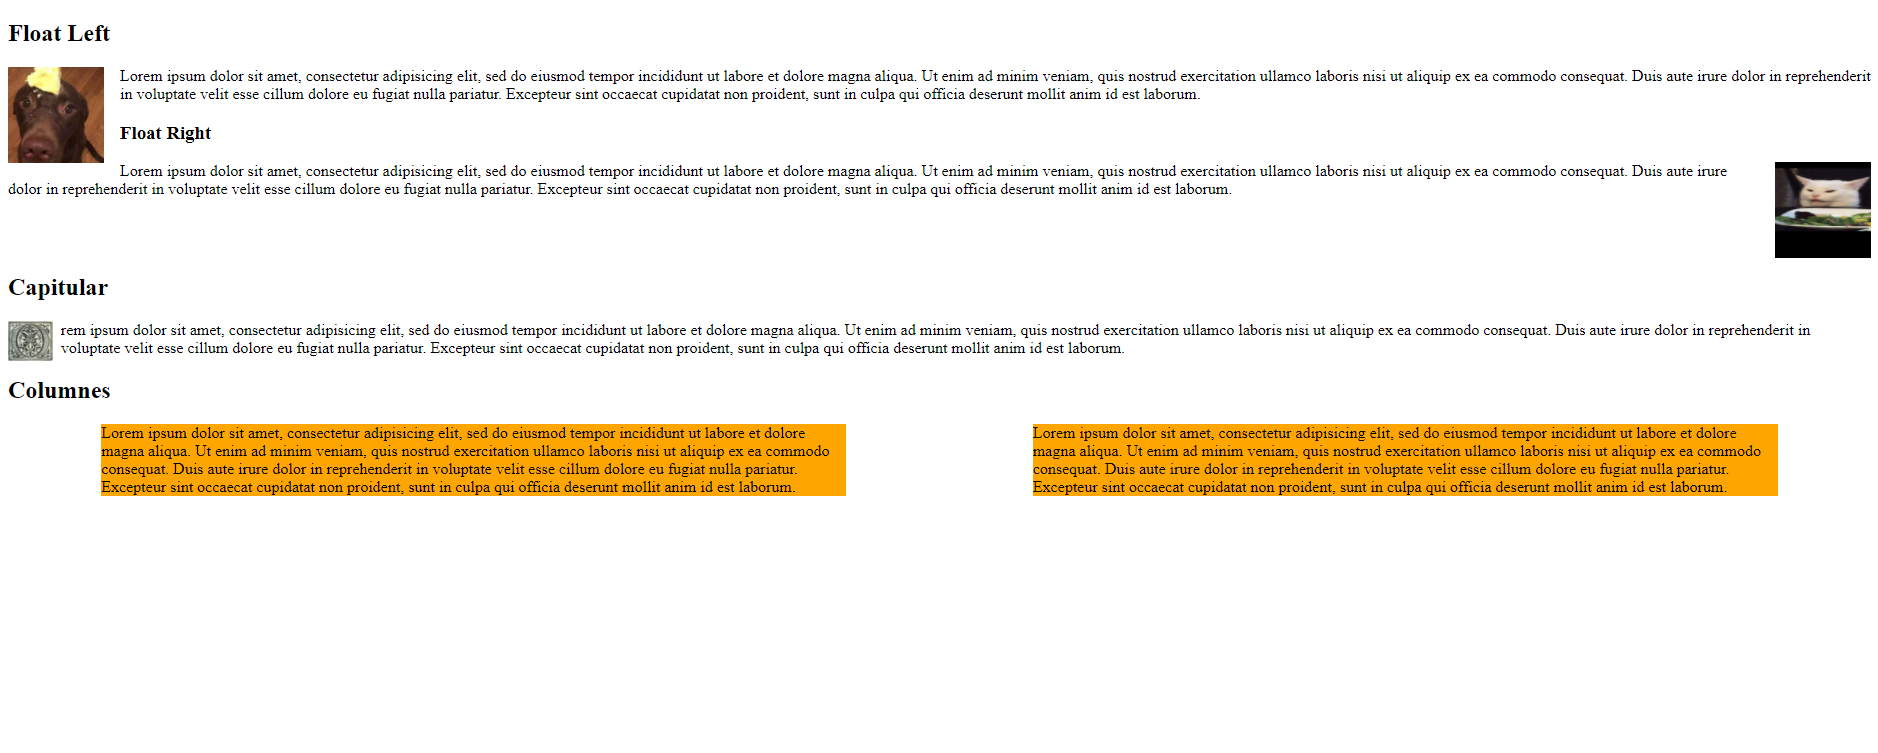 Float Left
Lorem ipsum dolor sit amet, consectetur adipisicing elit, sed do eiusmod tempor incididunt ut labore et dolore magna aliqua. Ut enim ad minim veniam, quis nostrud exercitation ullamco laboris nisi ut aliquip ex ea commodo consequat. Duis aute irure dolor in reprehenderit
in voluptate velit esse cillum dolore eu fugiat nulla pariatur. Excepteur sint occaecat cupidatat non proident, sunt in culpa qui officia deserunt mollit anim id est laborum.
Float Right
Lorem ipsum dolor sit amet, consectetur adipisicing elit, sed do eiusmod tempor incididunt ut labore et dolore magna aliqua. Ut enim ad minim veniam, quis nostrud exercitation ullamco laboris nisi ut aliquip ex ea commodo consequat. Duis aute irure
dolor in reprehenderit in voluptate velit esse cillum dolore eu fugiat nulla pariatur. Excepteur sint occaecat cupidatat non proident, sunt in culpa qui officia deserunt mollit anim id est laborum.
Capitular
rem ipsum dolor sit amet, consectetur adipisicing elit, sed do eiusmod tempor incididunt ut labore et dolore magna aliqua. Ut enim ad minim veniam, quis nostrud exercitation ullamco laboris nisi ut aliquip ex ea commodo consequat. Duis aute irure dolor in reprehenderit in
voluptate velit esse cillum dolore eu fugiat nulla pariatur. Excepteur sint occaecat cupidatat non proident, sunt in culpa qui officia deserunt mollit anim id est laborum.
Columnes
Lorem ipsum dolor sit amet, consectetur adipisicing elit, sed do eiusmod tempor incididunt ut labore et dolore
magna aliqua. Ut enim ad minim veniam, quis nostrud exercitation ullamco laboris nisi ut aliquip ex ea commodo
consequat. Duis aute irure dolor in reprehenderit in voluptate velit esse cillum dolore eu fugiat nulla pariatur.
Excepteur sint occaecat cupidatat non proident, sunt in culpa qui officia deserunt mollit anim id est laborum.
Lorem ipsum dolor sit amet, consectetur adipisicing elit, sed do eiusmod tempor incididunt ut labore et dolore
magna aliqua. Ut enim ad minim veniam, quis nostrud exercitation ullamco laboris nisi ut aliquip ex ea commodo
consequat. Duis aute irure dolor in reprehenderit in voluptate velit esse cillum dolore eu fugiat nulla pariatur.
Excepteur sint occaecat cupidatat non proident, sunt in culpa qui officia deserunt mollit anim id est laborum.